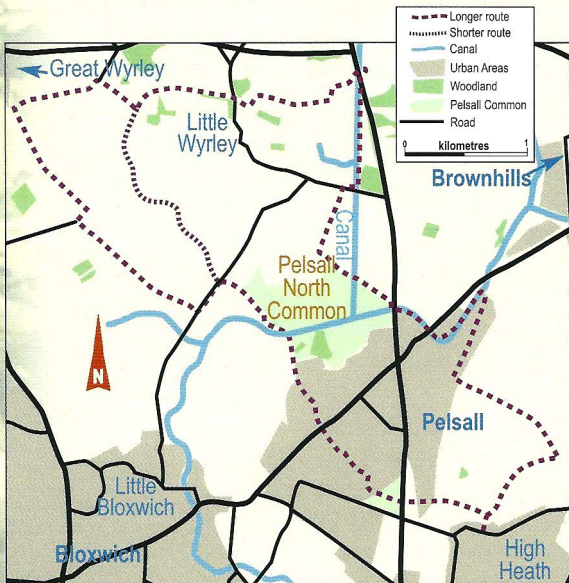 Longer route
Shorter route
Canal
Urban Areas
Woodland
Pelsall Common
Road
0 kilometres 1
Great Wyrley
Little
Wyrley
Brownhills
Canal
Pelsall
North
Common
N
Pelsall
Little
Bloxwich
Bloxwich
High
Heath